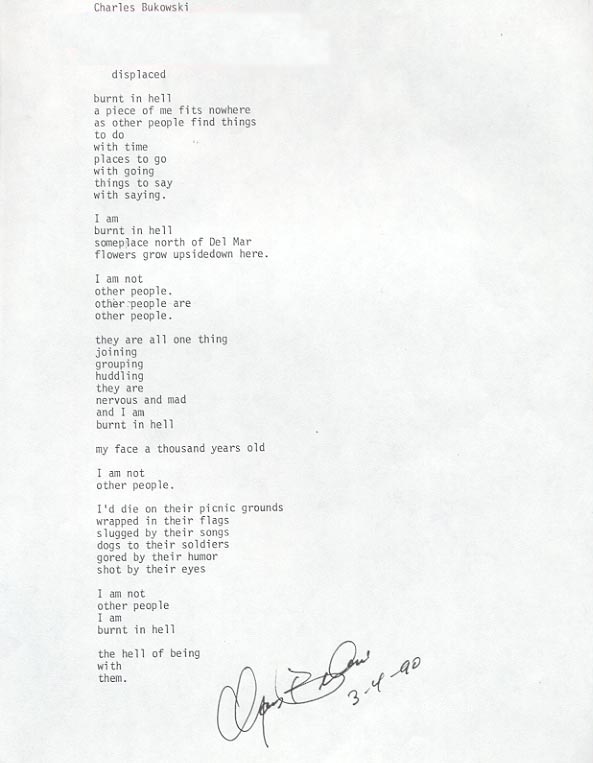 Charles Bukowski
displaced
burnt in hell
a piece of me fits nowhere
as other people find things
to do
with time
places to go
with going
things to say
with saying.
I am
burnt in hell
someplace north of Del Mar
flowers grow upsidedown here.
I am not
other people.
other people are
other people.
they are all one thing
joining
grouping
huddling
they are
nervous and mad
and I am
burnt in hell
my face a thousand years old
I am not
other people.
I'd die on their picnic grounds
wrapped in their flags
slugged by their songs
dogs to their soldiers
gored by their humor
shot by their eyes
I am not
other people
I am
burnt in hell
the hell of being
with
them.
3-4-90